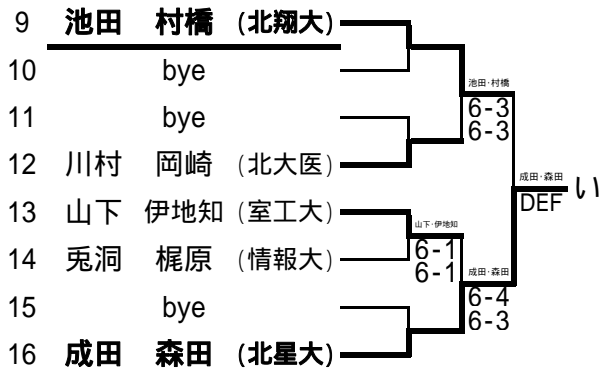 9 池田 村橋 (北翔大)
10 bye
11 bye
12 川村 岡崎 (北大医)
13 山下 伊地知 (室工大)
14 兎洞 梶原 (情報大)
15 bye
16 成田 森田 (北星大)
池田・村橋
6-3
6-3
山下・伊地知
6-1
6-1
成田・森田
6-4
6-3
成田・森田
DEF
い